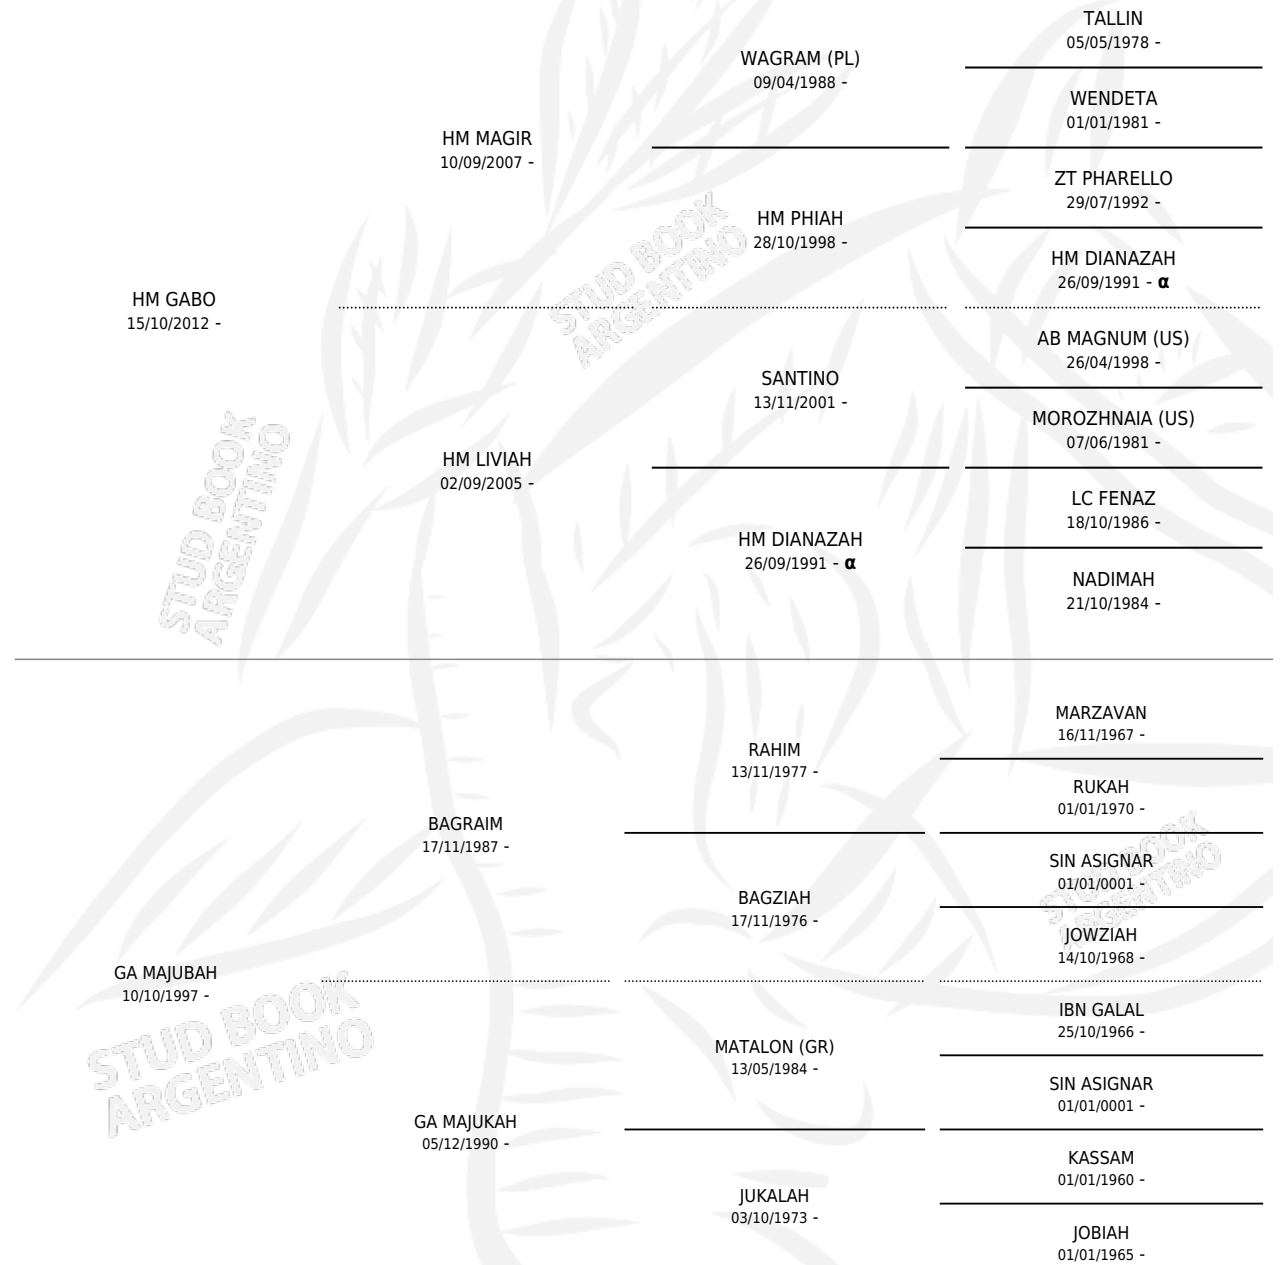 TALLIN
05/05/1978 -
WAGRAM (PL)
09/04/1988 -
WENDETA
01/01/1981 -
HM MAGIR
10/09/2007 -
ZT PHARELLO
29/07/1992 -
HM PHIAH
28/10/1998 -
HM DIANAZAH
26/09/1991 - α
HM GABO
15/10/2012 -
AB MAGNUM (US)
26/04/1998 -
SANTINO
13/11/2001 -
MOROZHNAIA (US)
07/06/1981 -
HM LIVIAH
02/09/2005 -
LC FENAZ
18/10/1986 -
HM DIANAZAH
26/09/1991 - α
NADIMAH
21/10/1984 -
STUD BOOK
ARGENTINO
STUD BOOK
ARGENTINO
MARZAVAN
16/11/1967 -
RAHIM
13/11/1977 -
RUKAH
01/01/1970 -
BAGRAIM
17/11/1987 -
SIN ASIGNAR
01/01/0001 -
BAGZIAH
17/11/1976 -
JOWZIAH
14/10/1968 -
GA MAJUBAH
10/10/1997 -
IBN GALAL
25/10/1966 -
MATALON (GR)
13/05/1984 -
SIN ASIGNAR
01/01/0001 -
GA MAJUKAH
05/12/1990 -
KASSAM
01/01/1960 -
JUKALAH
03/10/1973 -
JOBIAH
01/01/1965 -
STUD BOOK
ARGENTINO
STUD BOOK
ARGENTINO